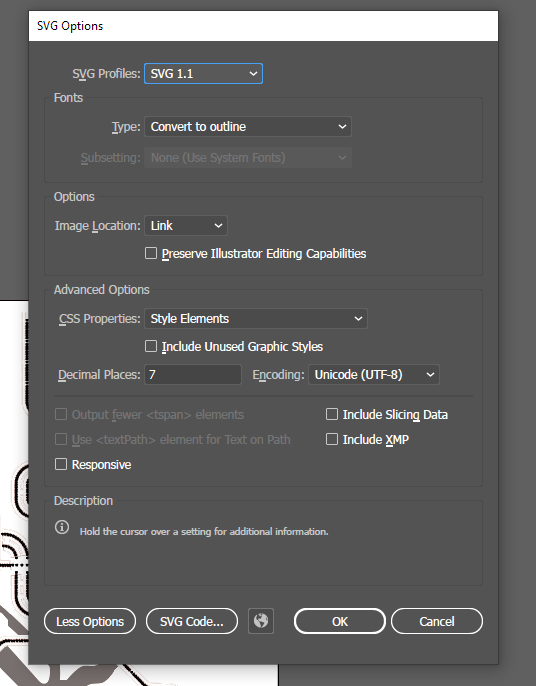 SVG Options
SVG Profiles: SVG 1.1
Fonts
Type: Convert to outline
Subsetting: None (Use System Fonts)
Options
Image Location: Link
Preserve Illustrator Editing Capabilities
Advanced Options
CSS Properties: Style Elements
Include Unused Graphic Styles
Decimal Places: 7 Encoding: Unicode (UTF-8)
Output fewer <tspan> elements Include Slicing Data
Use <textPath> element for Text on Path Include XMP
Responsive
Description
Hold the cursor over a setting for additional information.
Less Options SVG Code... OK Cancel